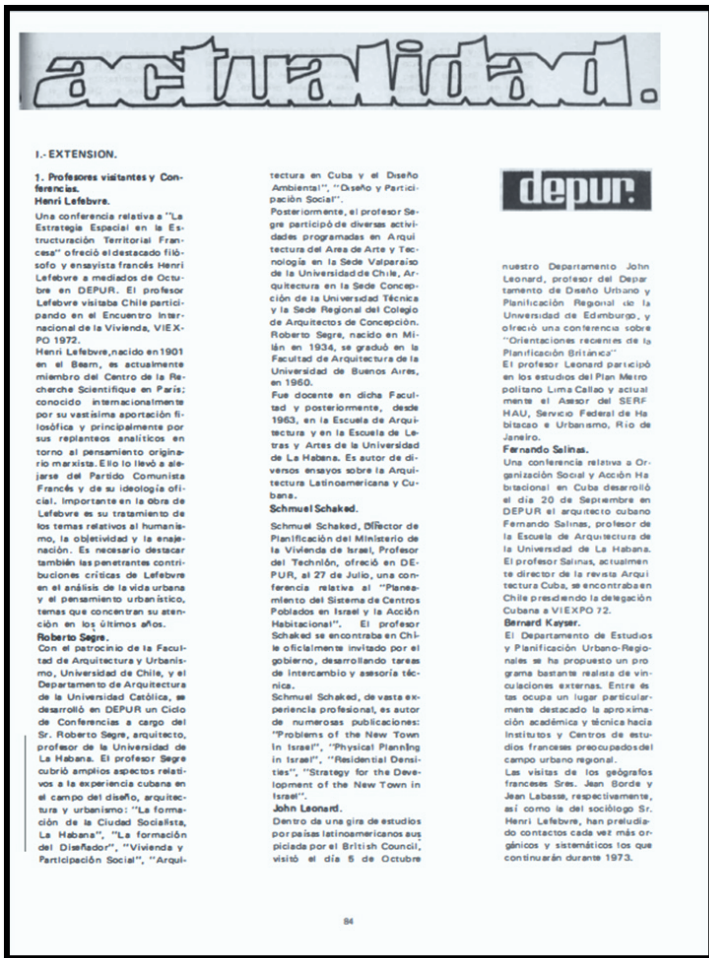 actualidad.
I.- EXTENSION.
1. Profesores visitantes y Con-
ferencias.
Henri Lefebvre.
Una conferencia relativa a "La
Estrategia Espacial en la Es-
tructuración Territorial Fran-
cesa" ofreció el destacado filó-
sofo y ensayista francés Henri
Lefebvre a mediados de Octu-
bre en DEPUR. El profesor
Lefebvre visitaba Chile partici-
pando en el Encuentro Inter-
nacional de la Vivienda, VIEX-
PO 1972.
Henri Lefebvre, nacido en 1901
en el Bearn, es actualmente
miembro del Centro de la Re-
cherche Scientifique en París;
conocido internacionalmente
por su vastísima aportación fi-
losófica y principalmente por
sus replanteos analíticos en
torno al pensamiento origina-
rio marxista. Ello lo llevó a ale-
jarse del Partido Comunista
Francés y de su ideología ofi-
cial. Importante en la obra de
Lefebvre es su tratamiento de
los temas relativos al humanis-
mo, la objetividad y la enaje-
nación. Es necesario destacar
también las penetrantes contri-
buciones críticas de Lefebvre
en el análisis de la vida urbana
y el pensamiento urbanístico,
temas que concentran su aten-
ción en los últimos años.
Roberto Segre.
Con el patrocinio de la Facul-
tad de Arquitectura y Urbanis-
mo, Universidad de Chile, y el
Departamento de Arquitectura
de la Universidad Católica, se
desarrolló en DEPUR un Ciclo
de Conferencias a cargo del
Sr. Roberto Segre, arquitecto,
profesor de la Universidad de
La Habana. El profesor Segre
cubrió amplios aspectos relati-
vos a la experiencia cubana en
el campo del diseño, arquitec-
tura y urbanismo: "La forma-
ción de la Ciudad Socialista,
La Habana", "La formación
del Diseñador", "Vivienda y
Participación Social", "Arqui-
tectura en Cuba y el Diseño
Ambiental", "Diseño y Partici-
pación Social".
Posteriormente, el profesor Se-
gre participó de diversas activi-
dades programadas en Arqui
tectura del Area de Arte y Tec-
nología en la Sede Valparaíso
de la Universidad de Chile, Ar-
quitectura en la Sede Concep-
ción de la Universidad Técnica
y la Sede Regional del Colegio
de Arquitectos de Concepción.
Roberto Segre, nacido en Mi-
lán en 1934, se graduó en la
Facultad de Arquitectura de la
Universidad de Buenos Aires,
en 1960.
Fue docente en dicha Facul-
tad y posteriormente, desde
1963, en la Escuela de Arqui-
tectura y en la Escuela de Le-
tras y Artes de la Universidad
de La Habana. Es autor de di-
versos ensayos sobre la Arqui-
tectura Latinoamericana y Cu-
bana.
Schmuel Schaked.
Schmuel Schaked, Director de
Planificación del Ministerio de
la Vivienda de Israel, Profesor
del Technión, ofreció en DE-
PUR, al 27 de Julio, una con-
ferencia relativa al "Planea-
miento del Sistema de Centros
Poblados en Israel y la Acción
Habitacional". El profesor
Schaked se encontraba en Chi-
le oficialmente invitado por el
gobierno, desarrollando tareas
de intercambio y asesoría téc-
nica.
Schmuel Schaked, de vasta ex-
periencia profesional, es autor
de numerosas publicaciones:
"Problems of the New Town
in Israel", "Physical Planning
in Israel", "Residential Densi-
ties", "Strategy for the Deve-
lopment of the New Town in
Israel".
John Leonard.
Dentro de una gira de estudios
por países latinoamericanos aus
piciada por el British Council,
visitó el día 5 de Octubre
depur.
nuestro Departamento John
Leonard, profesor del Depar
tamento de Diseño Urbano y
Planificación Regional de la
Universidad de Edimburgo, y
ofreció una conferencia sobre
"Orientaciones recientes de la
Planificación Británica"
El profesor Leonard participó
en los estudios del Plan Metro
politano Lima Callao y actual
mente el Asesor del SERF
HAU, Servicio Federal de Ha
bitacao e Urbanismo, Río de
Janeiro.
Fernando Salinas.
Una conferencia relativa a Or-
ganización Social y Acción Ha
bitacional en Cuba desarrolló
el día 20 de Septiembre en
DEPUR el arquitecto cubano
Fernando Salinas, profesor de
la Escuela de Arquitectura de
la Universidad de La Habana.
El profesor Salinas, actualmen
te director de la revista Arqui
tectura Cuba, se encontraba en
Chile presidiendo la delegación
Cubana a VIEXPO 72.
Bernard Kayser.
El Departamento de Estudios
y Planificación Urbano-Regio-
nales se ha propuesto un pro
grama bastante realista de vin-
culaciones externas. Entre és
tas ocupa un lugar particular-
mente destacado la aproxima-
ción académica y técnica hacia
Institutos y Centros de estu-
dios franceses preocupados del
campo urbano regional.
Las visitas de los geógrafos
franceses Sres. Jean Borde y
Jean Labasse, respectivamente,
así como la del sociólogo Sr.
Henri Lefebvre, han preludia-
do contactos cada vez más or-
gánicos y sistemáticos los que
continuarán durante 1973.
84